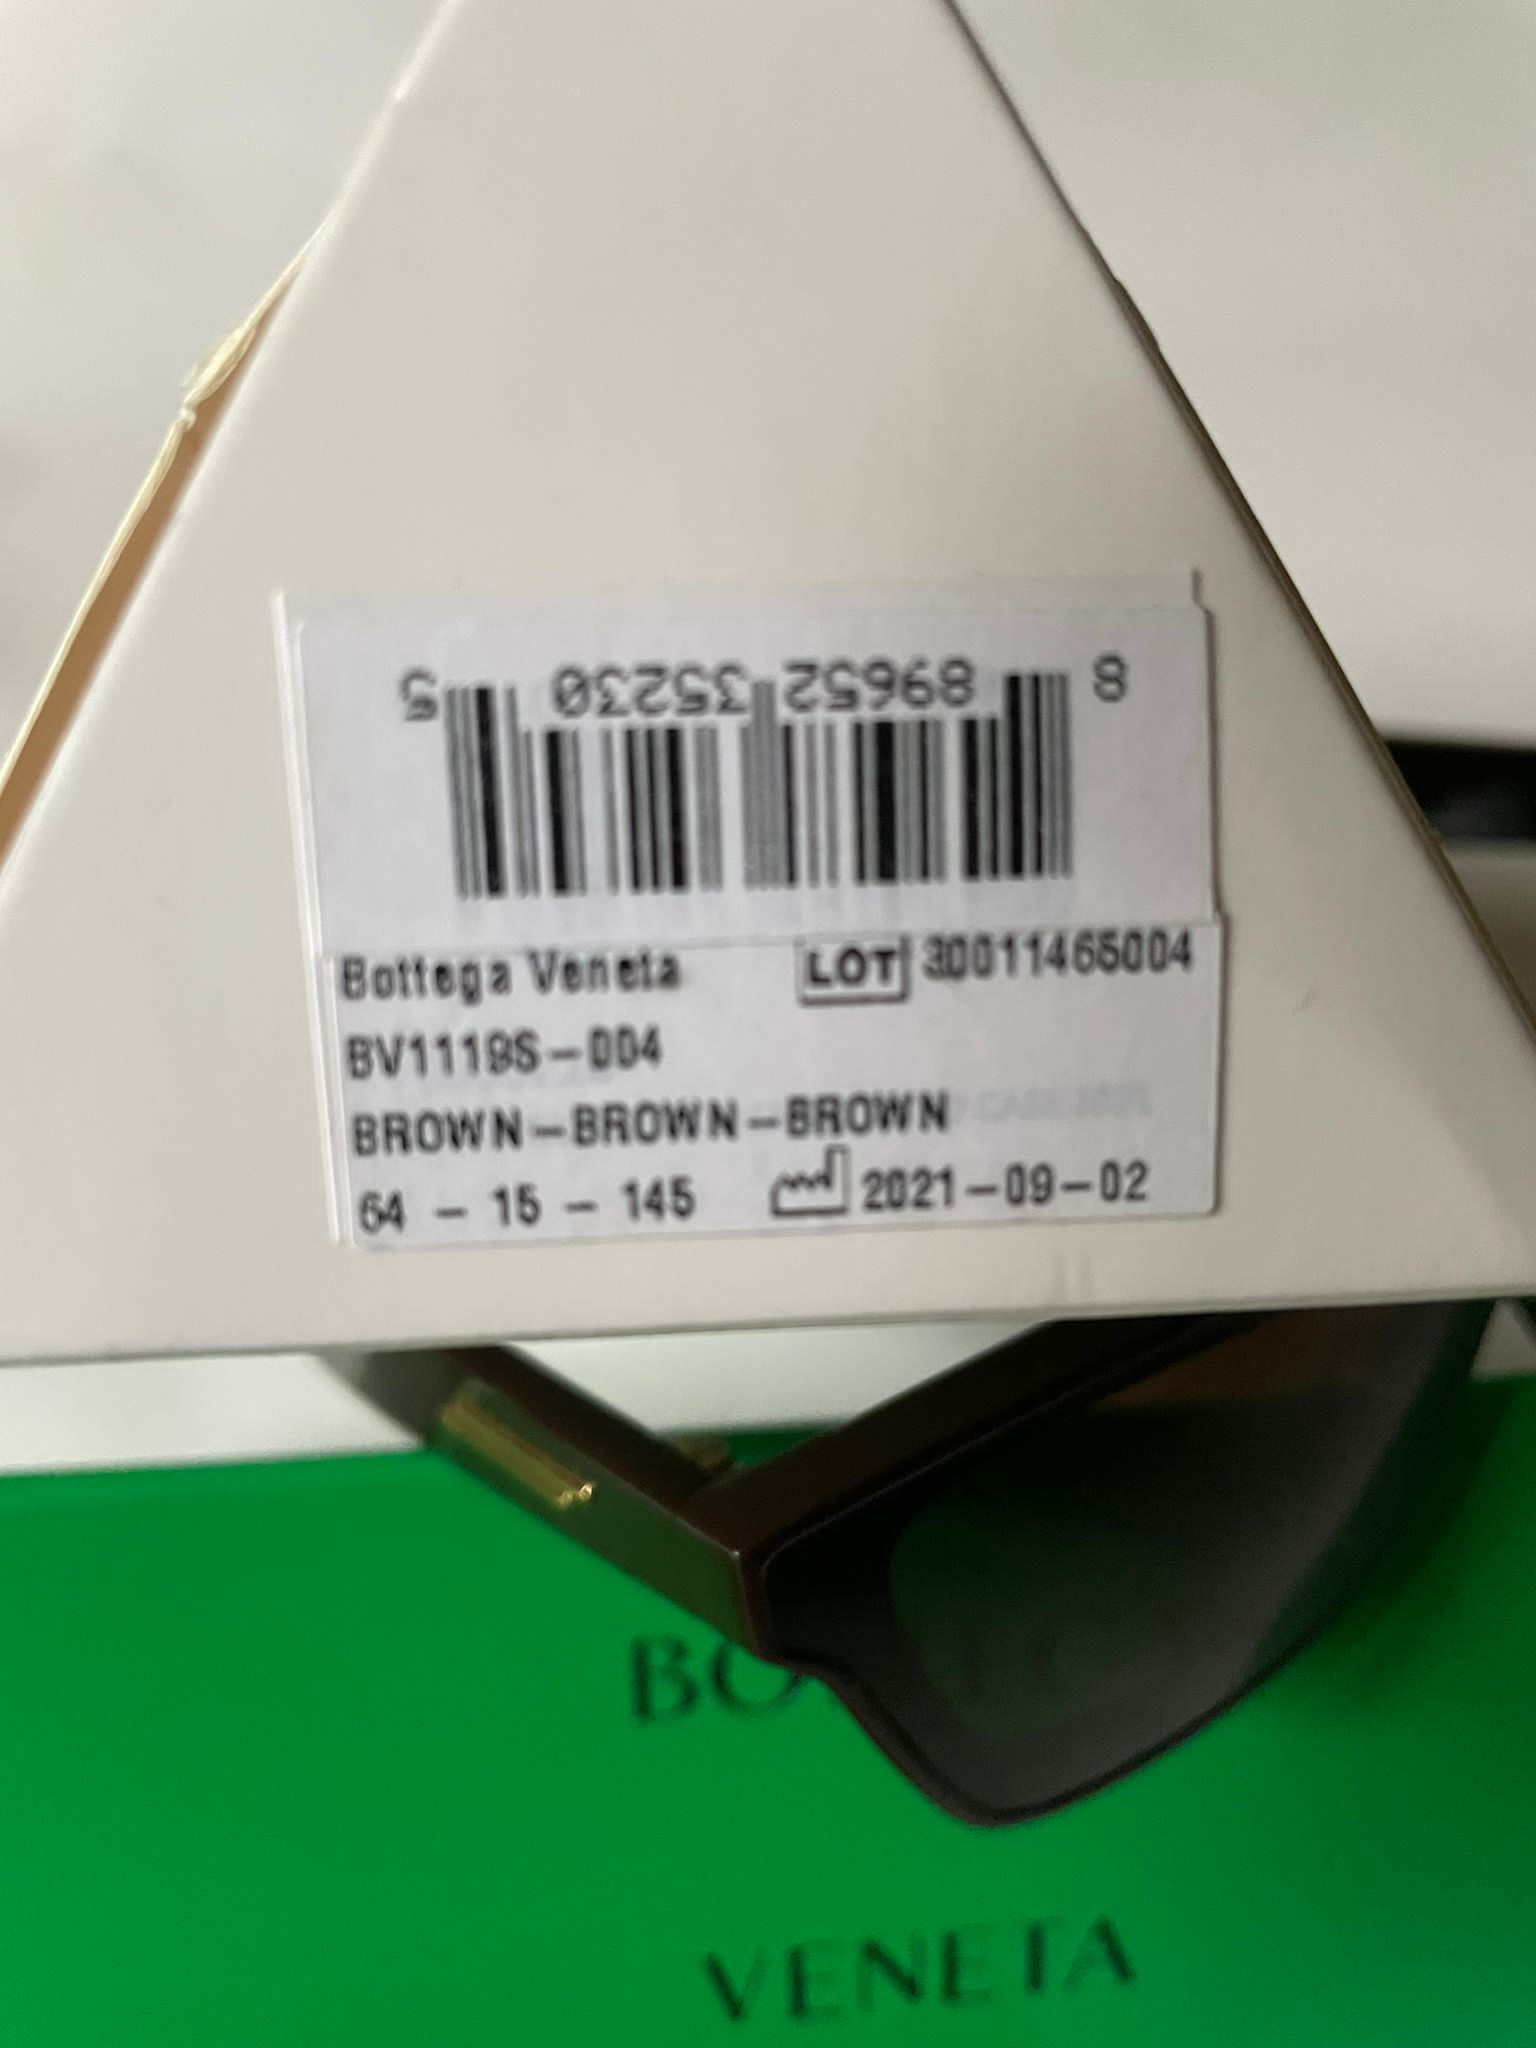 8 89652 35230 5
Bottega Veneta LOT 30011465004
BV1119S-004
BROWN-BROWN-BROWN
64 - 15 - 145 2021-09-02
BO
VENETA